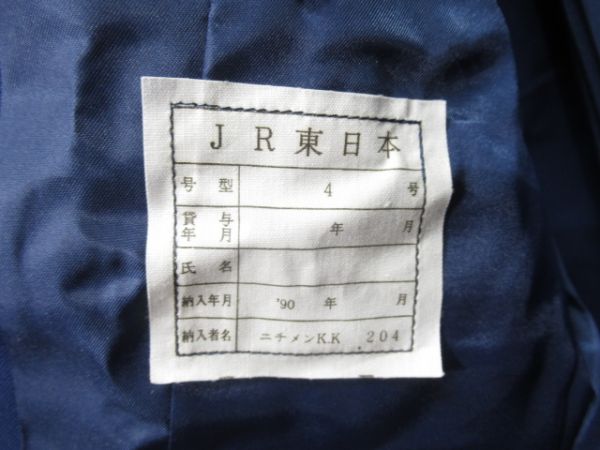 JR東日本
号型 4 号
貸与年月 年 月
氏名
納入年月 '90 年 月
納入者名 ニチメンK.K .204